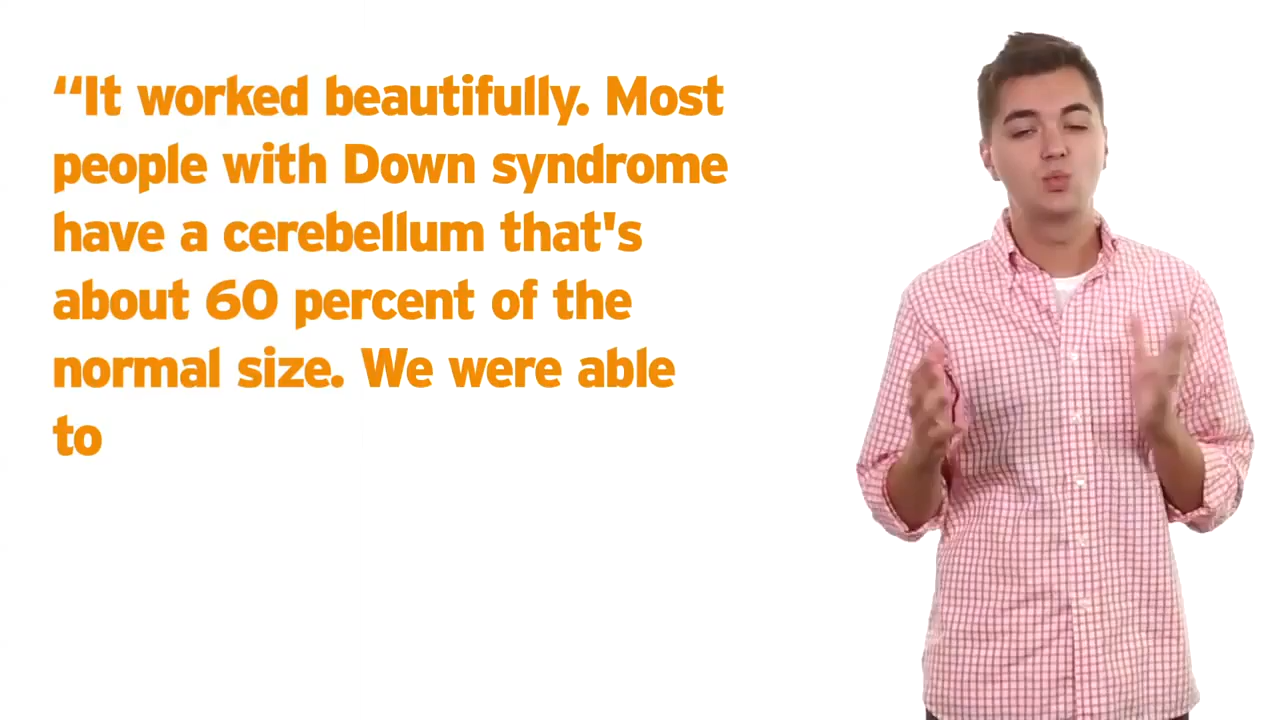 “It worked beautifully. Most
people with Down syndrome
have a cerebellum that's
about 60 percent of the
normal size. We were able
to